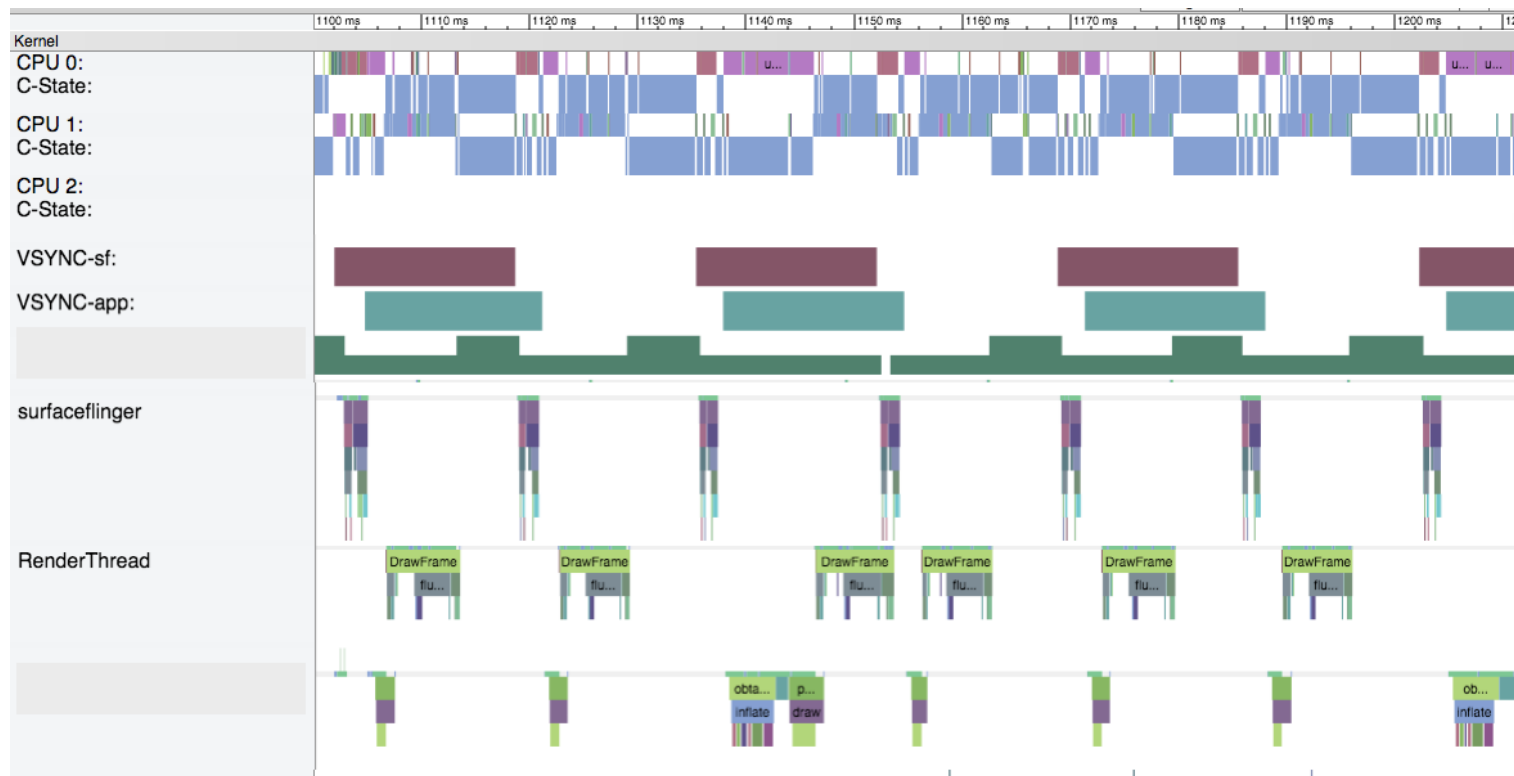 1100 ms 1110 ms 1120 ms 1130 ms 1140 ms 1150 ms 1160 ms 1170 ms 1180 ms 1190 ms 1200 ms
Kernel
CPU 0: u... u... u...
C-State:
CPU 1:
C-State:
CPU 2:
C-State:
VSYNC-sf:
VSYNC-app:
surfaceflinger
RenderThread
DrawFrame DrawFrame DrawFrame DrawFrame DrawFrame DrawFrame
flu... flu... flu... flu... flu... flu...
obta... p... ob...
inflate draw inflate